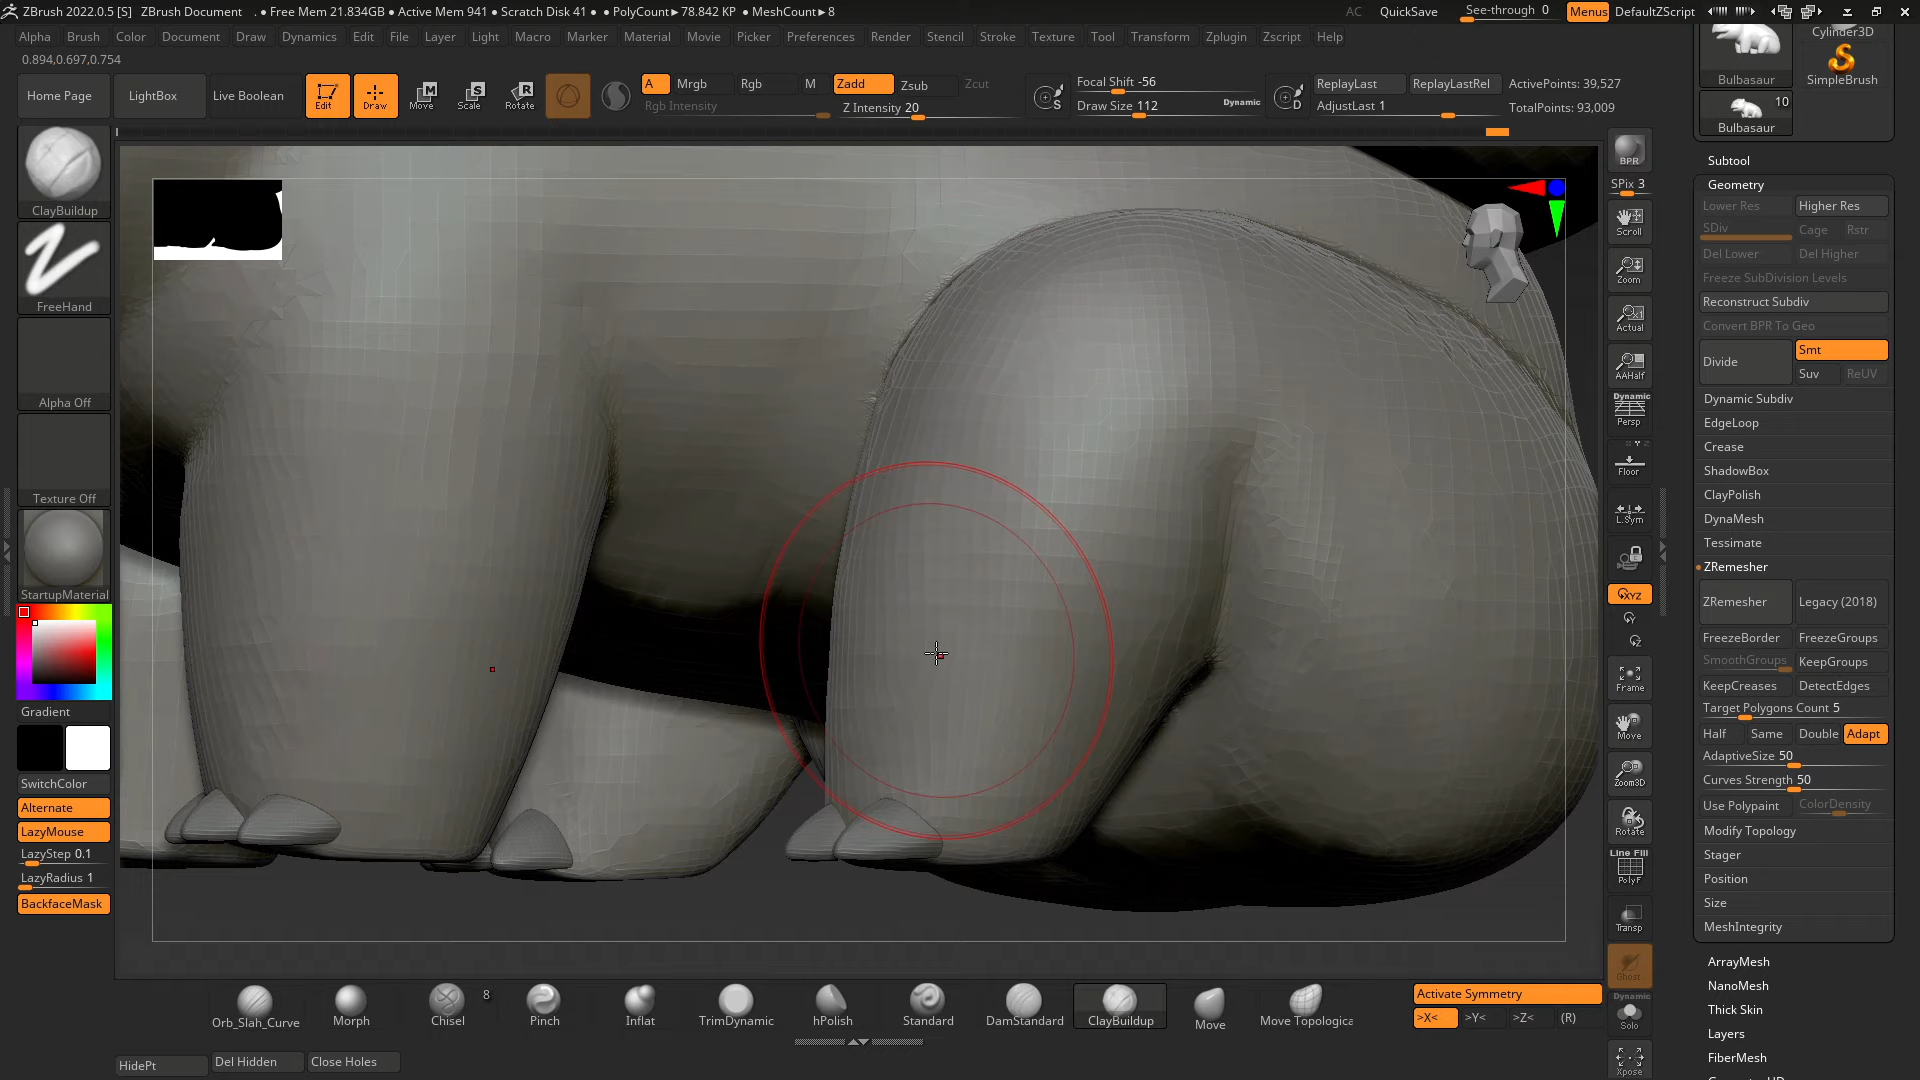 ZBrush 2022.0.5 [S] ZBrush Document . • Free Mem 21.834GB • Active Mem 941 • Scratch Disk 41 • • PolyCount► 78.842 KP • MeshCount► 8 AC QuickSave See-through 0 Menus DefaultZScript
Alpha Brush Color Document Draw Dynamics Edit File Layer Light Macro Marker Material Movie Picker Preferences Render Stencil Stroke Texture Tool Transform Zplugin Zscript Help
0.894,0.697,0.754
Home Page LightBox Live Boolean Edit Draw Move Scale Rotate
A Mrgb Rgb M Zadd Zsub Zcut
Rgb Intensity Z Intensity 20
Focal Shift -56
Draw Size 112 Dynamic
ReplayLast ReplayLastRel ActivePoints: 39,527
AdjustLast 1 TotalPoints: 93,009
ClayBuildup
FreeHand
Alpha Off
Texture Off
StartupMaterial
Gradient
SwitchColor
Alternate
LazyMouse
LazyStep 0.1
LazyRadius 1
BackfaceMask
BPR
SPix 3
Scroll
Zoom
Actual
AAHalf
Dynamic
Persp
Floor
L.Sym
XYZ
Frame
Move
Zoom3D
Rotate
Line Fill
PolyF
Transp
Ghost
Dynamic
Solo
Xpose
Cylinder3D
Bulbasaur SimpleBrush
10
Bulbasaur
Subtool
Geometry
Lower Res Higher Res
SDiv Cage Rstr
Del Lower Del Higher
Freeze SubDivision Levels
Reconstruct Subdiv
Convert BPR To Geo
Divide Smt
Suv ReUV
Dynamic Subdiv
EdgeLoop
Crease
ShadowBox
ClayPolish
DynaMesh
Tessimate
ZRemesher
ZRemesher Legacy (2018)
FreezeBorder FreezeGroups
SmoothGroups KeepGroups
KeepCreases DetectEdges
Target Polygons Count 5
Half Same Double Adapt
AdaptiveSize 50
Curves Strength 50
Use Polypaint ColorDensity
Modify Topology
Stager
Position
Size
MeshIntegrity
ArrayMesh
NanoMesh
Thick Skin
Layers
FiberMesh
Orb_Slah_Curve Morph Chisel 8 Pinch Inflat TrimDynamic hPolish Standard DamStandard ClayBuildup Move Move Topologica
Activate Symmetry
>X< >Y< >Z< (R)
HidePt Del Hidden Close Holes